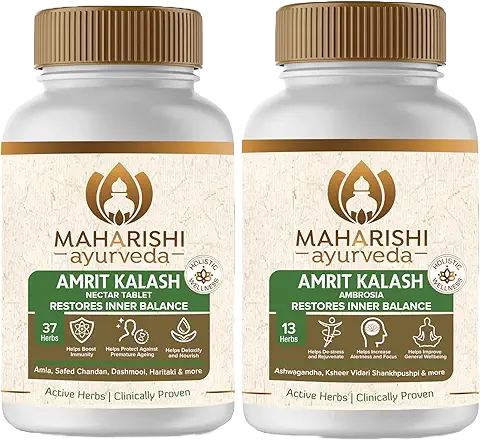 MAHARISHI
ayurveda
HOLISTIC WELLNESS
AMRIT KALASH
NECTAR TABLET
RESTORES INNER BALANCE
37
Herbs
Helps Boost
Immunity
Helps Protect Against
Premature Ageing
Helps Detoxify
and Nourish
Amla, Safed Chandan, Dashmool, Haritaki & more
Active Herbs | Clinically Proven
MAHARISHI
ayurveda
HOLISTIC WELLNESS
AMRIT KALASH
AMBROSIA
RESTORES INNER BALANCE
13
Herbs
Helps De-stress
and Rejuvenate
Helps Increase
Alertness and Focus
Helps Improve
General Wellbeing
Ashwagandha, Ksheer Vidari Shankhpushpi & more
Active Herbs | Clinically Proven